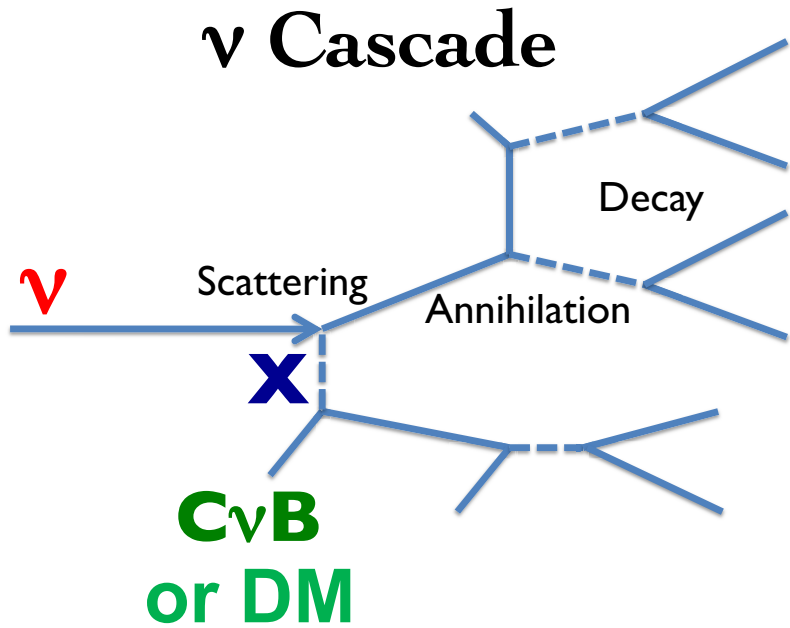 ν Cascade
Decay
Scattering
ν
Annihilation
X
CνB
or DM